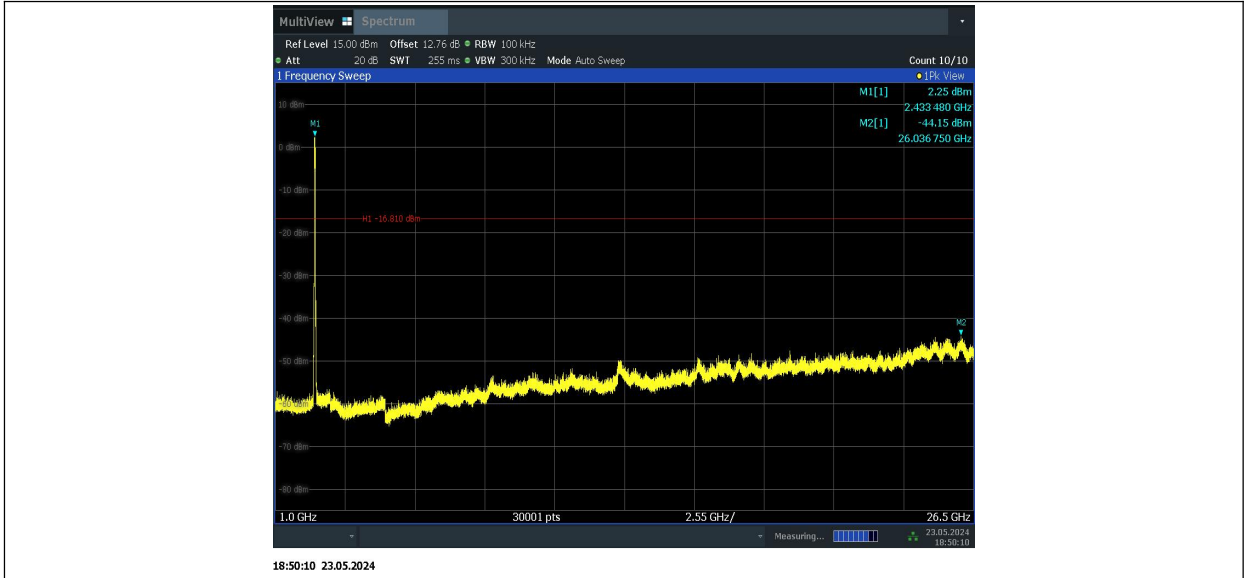 MultiView Spectrum
Ref Level 15.00 dBm Offset 12.76 dB RBW 100 kHz
Att 20 dB SWT 255 ms VBW 300 kHz Mode Auto Sweep Count 10/10
1 Frequency Sweep 1Pk View
M1[1] 2.25 dBm
2.433 480 GHz
M2[1] -44.15 dBm
26.036 750 GHz
10 dBm
M1
0 dBm
-10 dBm
H1 -16.810 dBm
-20 dBm
-30 dBm
-40 dBm
M2
-50 dBm
-60 dBm
-70 dBm
-80 dBm
1.0 GHz 30001 pts 2.55 GHz/ 26.5 GHz
Measuring... 23.05.2024
18:50:10
18:50:10 23.05.2024